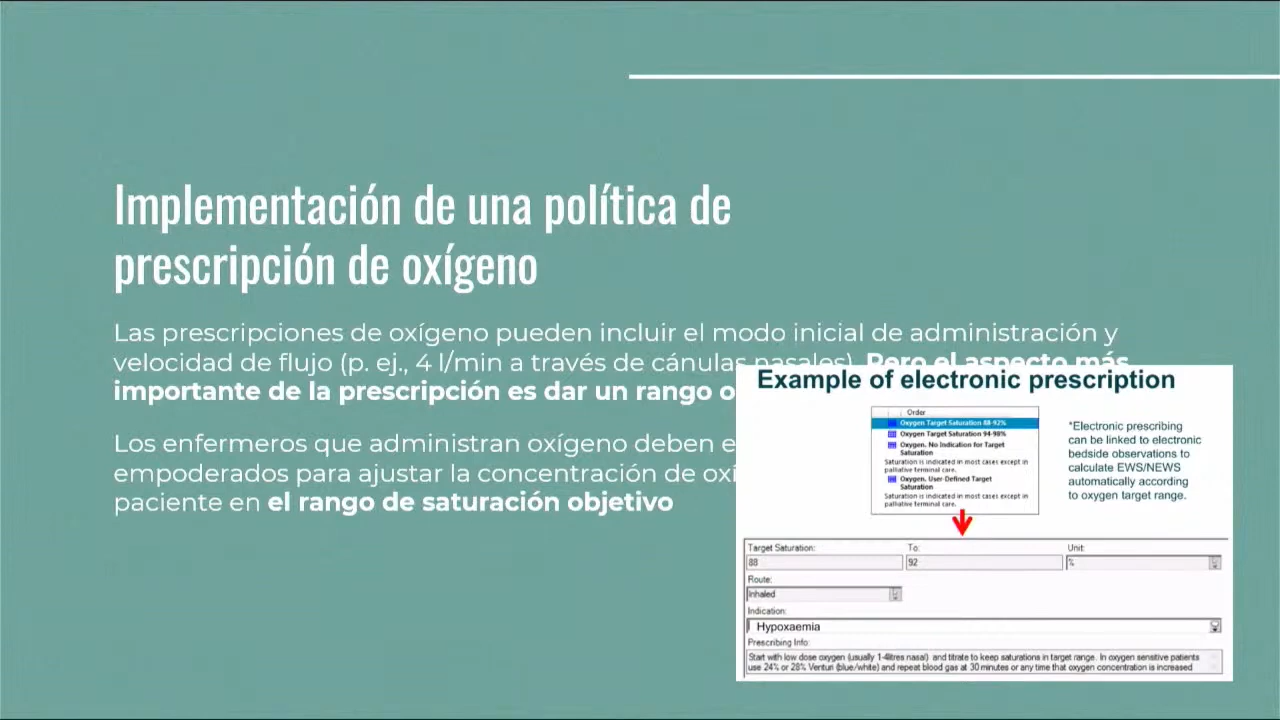 Implementación de una política de
prescripción de oxígeno
Las prescripciones de oxígeno pueden incluir el modo inicial de administración y
velocidad de flujo (p. ej., 4 l/min a través de cánulas nasales). Pero el aspecto más
importante de la prescripción es dar un rango
Los enfermeros que administran oxígeno deben
empoderados para ajustar la concentración de
paciente en el rango de saturación objetivo
Example of electronic prescription
Order
Oxygen Target Saturation 88-92%
Oxygen Target Saturation 94-98%
Oxygen. No Indication for Target
Saturation
Saturation is indicated in most cases except in
palliative terminal care.
Oxygen. User-Defined Target
Saturation
Saturation is indicated in most cases except in
palliative terminal care.
*Electronic prescribing
can be linked to electronic
bedside observations to
calculate EWS/NEWS
automatically according
to oxygen target range.
Target Saturation: To: Unit:
88 92 %
Route:
Inhaled
Indication:
Hypoxaemia
Prescribing Info:
Start with low dose oxygen (usually 1-4litres nasal) and titrate to keep saturations in target range. In oxygen sensitive patients
use 24% or 28% Venturi (blue/white) and repeat blood gas at 30 minutes or any time that oxygen concentration is increased